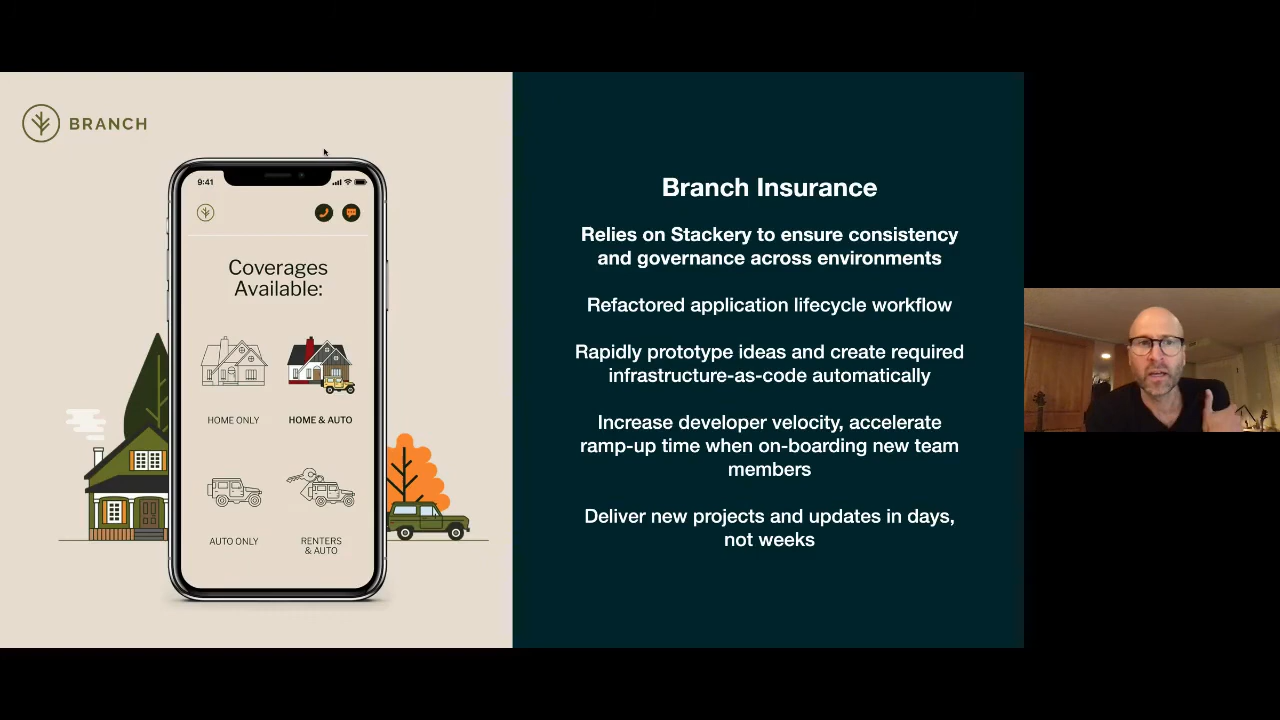 BRANCH
9:41
Coverages
Available:
HOME ONLY
HOME & AUTO
AUTO ONLY
RENTERS
& AUTO
Branch Insurance
Relies on Stackery to ensure consistency
and governance across environments
Refactored application lifecycle workflow
Rapidly prototype ideas and create required
infrastructure-as-code automatically
Increase developer velocity, accelerate
ramp-up time when on-boarding new team
members
Deliver new projects and updates in days,
not weeks